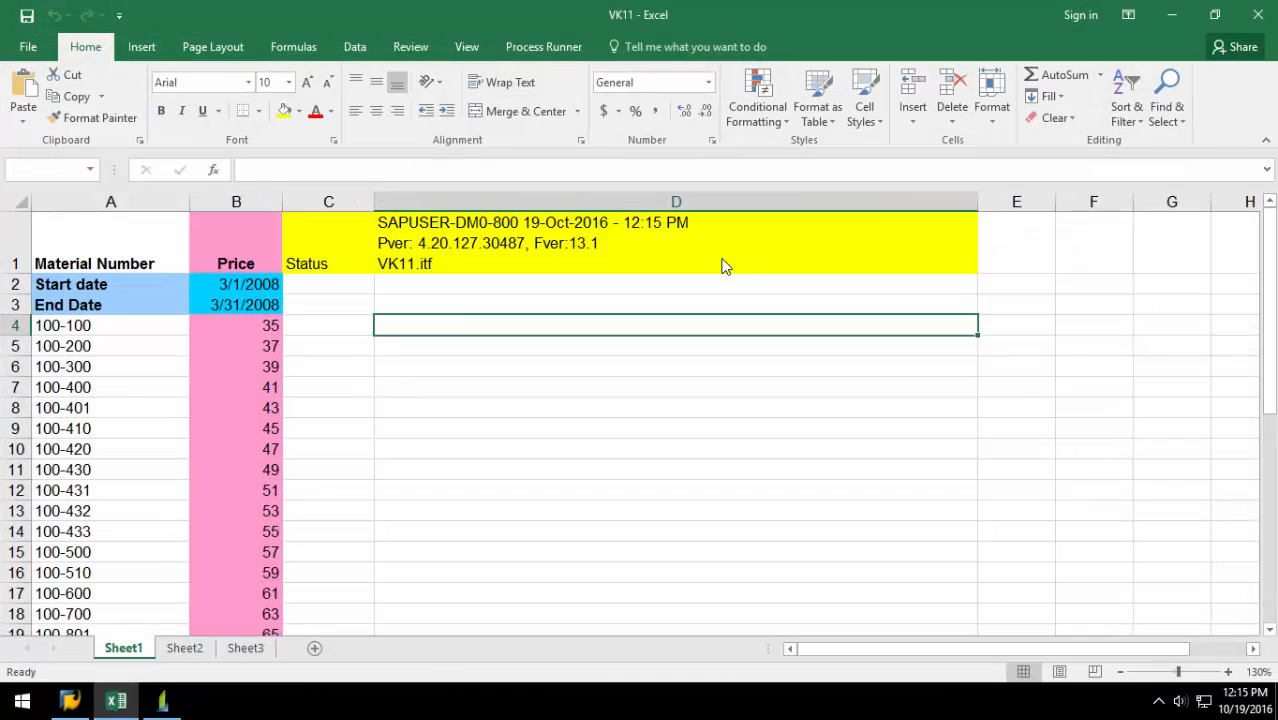 VK11 - Excel
Sign in
File Home Insert Page Layout Formulas Data Review View Process Runner Tell me what you want to do Share
Paste
Cut
Copy
Format Painter
Clipboard
Arial 10
B I U
Font
Wrap Text
Merge & Center
Alignment
General
$ % ,
Number
Conditional Formatting
Format as Table
Cell Styles
Styles
Insert Delete Format
Cells
AutoSum
Fill
Clear
Sort & Filter
Find & Select
Editing
fx
A B C D E F G H
1 Material Number Price Status SAPUSER-DM0-800 19-Oct-2016 - 12:15 PM
Pver: 4.20.127.30487, Fver:13.1
VK11.itf
2 Start date 3/1/2008
3 End Date 3/31/2008
4 100-100 35
5 100-200 37
6 100-300 39
7 100-400 41
8 100-401 43
9 100-410 45
10 100-420 47
11 100-430 49
12 100-431 51
13 100-432 53
14 100-433 55
15 100-500 57
16 100-510 59
17 100-600 61
18 100-700 63
19 100-801 65
Sheet1 Sheet2 Sheet3
Ready
130%
12:15 PM
10/19/2016